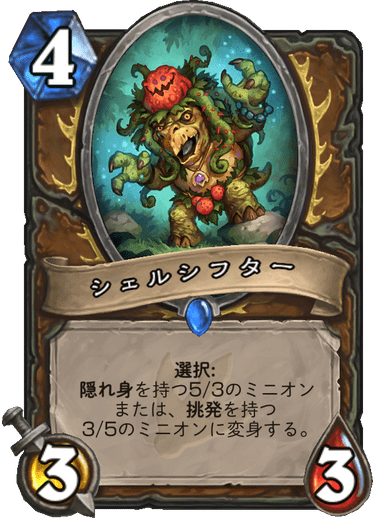 4
シェルシフター
選択:
隠れ身を持つ5/3のミニオン
または、挑発を持つ
3/5のミニオンに変身する。
3
3